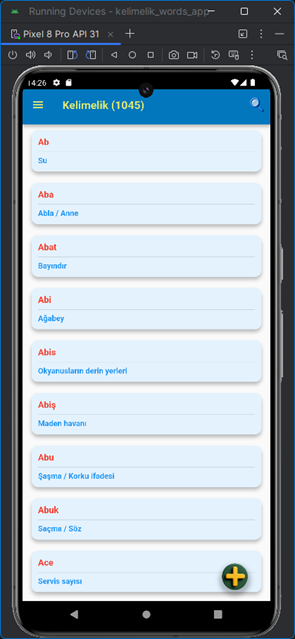 Running Devices - kelimelik_words_app
Pixel 8 Pro API 31
14:26
Kelimelik (1045)
Ab
Su
Aba
Abla / Anne
Abat
Bayındır
Abi
Ağabey
Abis
Okyanusların derin yerleri
Abiş
Maden havanı
Abu
Şaşma / Korku ifadesi
Abuk
Saçma / Söz
Ace
Servis sayısı